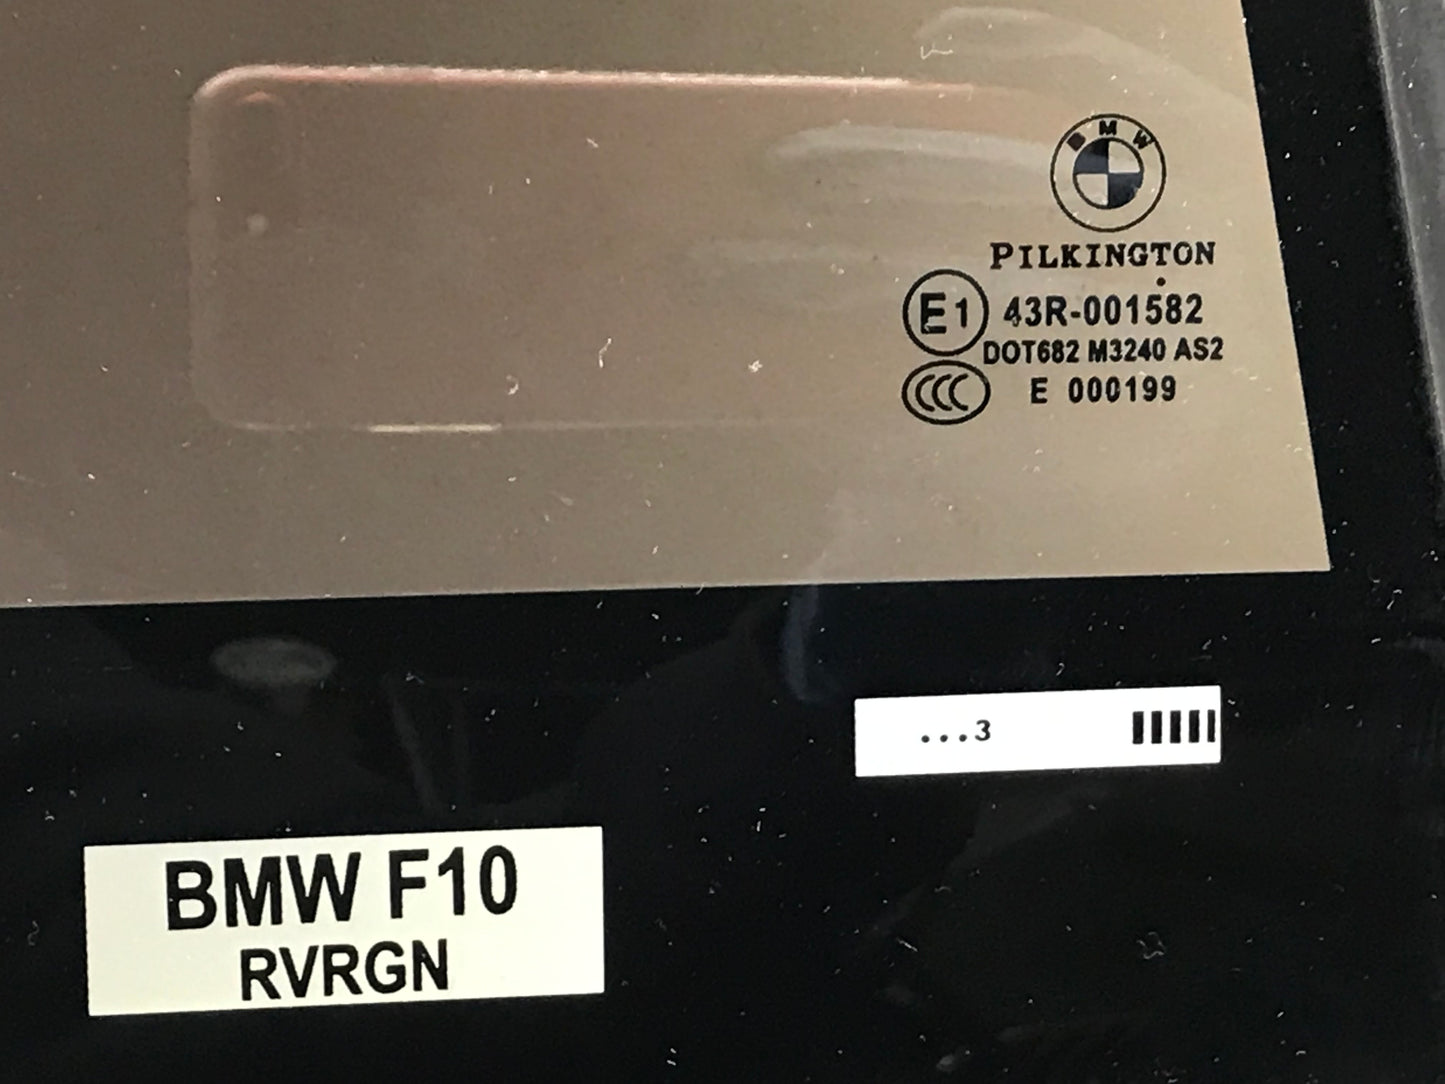 BMW
PILKINGTON
E1 43R-001582
DOT682 M3240 AS2
CCC E 000199
...3
BMW F10
RVRGN